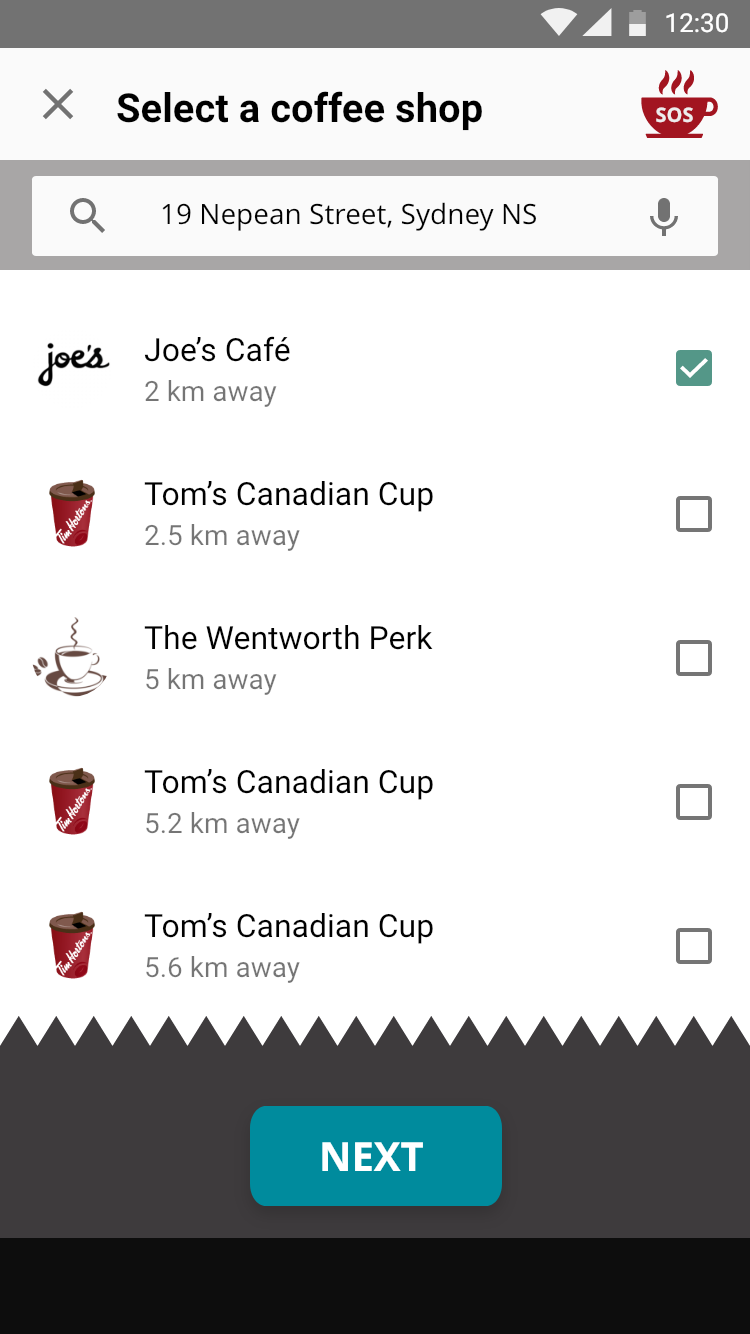 12:30
Select a coffee shop
SOS
19 Nepean Street, Sydney NS
joe's
Joe’s Café
2 km away
Tim Hortons
Tom’s Canadian Cup
2.5 km away
The Wentworth Perk
5 km away
Tim Hortons
Tom’s Canadian Cup
5.2 km away
Tim Hortons
Tom’s Canadian Cup
5.6 km away
NEXT